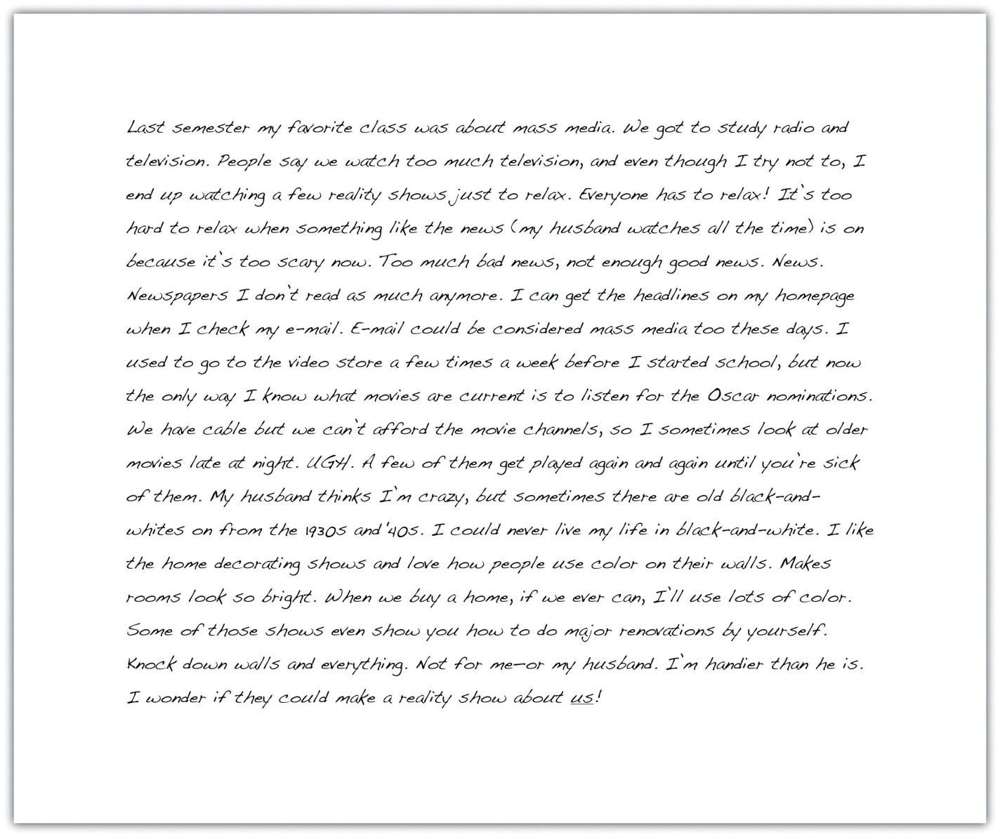 Last semester my favorite class was about mass media. We got to study radio and
television. People say we watch too much television, and even though I try not to, I
end up watching a few reality shows just to relax. Everyone has to relax! It's too
hard to relax when something like the news (my husband watches all the time) is on
because it's too scary now. Too much bad news, not enough good news. News.
Newspapers I don't read as much anymore. I can get the headlines on my homepage
when I check my e-mail. E-mail could be considered mass media too these days. I
used to go to the video store a few times a week before I started school, but now
the only way I know what movies are current is to listen for the Oscar nominations.
We have cable but we can't afford the movie channels, so I sometimes look at older
movies late at night. UGH. A few of them get played again and again until you're sick
of them. My husband thinks I'm crazy, but sometimes there are old black-and-
whites on from the 1930s and '40s. I could never live my life in black-and-white. I like
the home decorating shows and love how people use color on their walls. Makes
rooms look so bright. When we buy a home, if we ever can, I'll use lots of color.
Some of those shows even show you how to do major renovations by yourself.
Knock down walls and everything. Not for me—or my husband. I'm handier than he is.
I wonder if they could make a reality show about us!